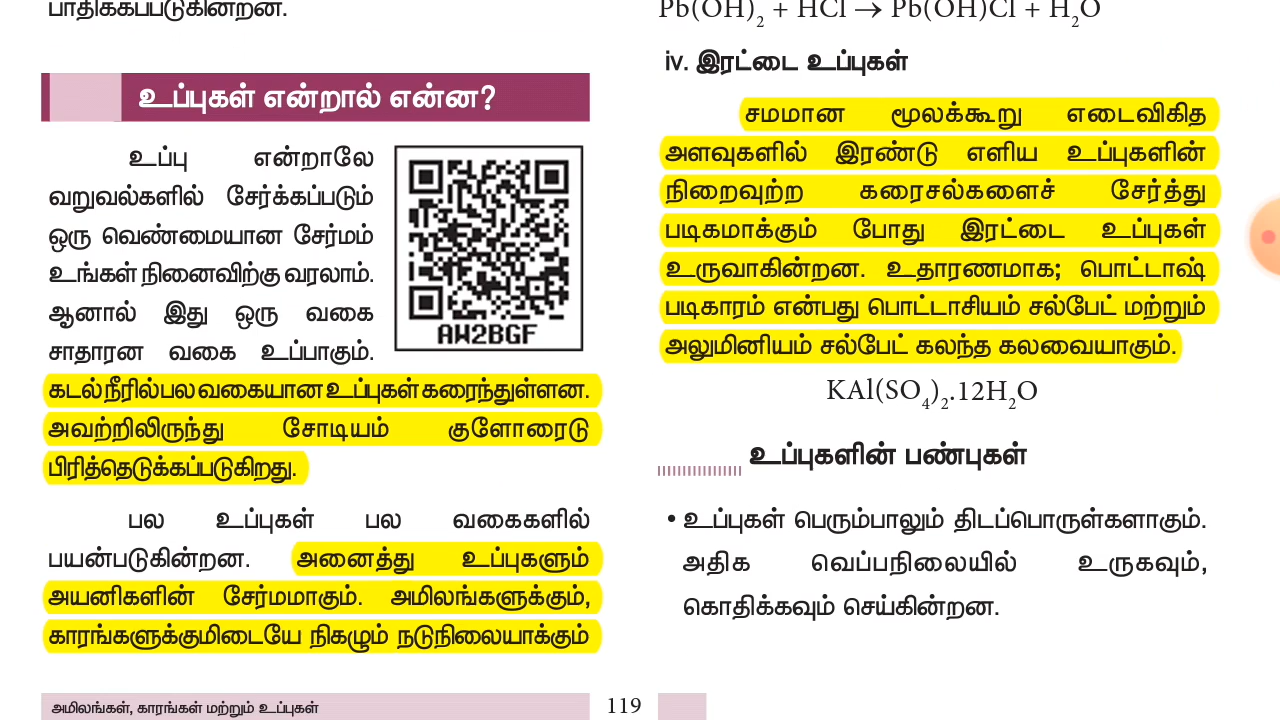 பாதிக்கப்படுகின்றன.
உப்புகள் என்றால் என்ன?
உப்பு என்றாலே
வறுவல்களில் சேர்க்கப்படும்
ஒரு வெண்மையான சேர்மம்
உங்கள் நினைவிற்கு வரலாம்.
ஆனால் இது ஒரு வகை
சாதாரன வகை உப்பாகும்.
AW2BGF
கடல்நீரில் பல வகையான உப்புகள் கரைந்துள்ளன.
அவற்றிலிருந்து சோடியம் குளோரைடு
பிரித்தெடுக்கப்படுகிறது.
பல உப்புகள் பல வகைகளில்
பயன்படுகின்றன. அனைத்து உப்புகளும்
அயனிகளின் சேர்மமாகும். அமிலங்களுக்கும்,
காரங்களுக்குமிடையே நிகழும் நடுநிலையாக்கும்
Pb(OH)₂ + HCl → Pb(OH)Cl + H₂O
iv. இரட்டை உப்புகள்
சமமான மூலக்கூறு எடைவிகித
அளவுகளில் இரண்டு எளிய உப்புகளின்
நிறைவுற்ற கரைசல்களைச் சேர்த்து
படிகமாக்கும் போது இரட்டை உப்புகள்
உருவாகின்றன. உதாரணமாக; பொட்டாஷ்
படிகாரம் என்பது பொட்டாசியம் சல்பேட் மற்றும்
அலுமினியம் சல்பேட் கலந்த கலவையாகும்.
KAl(SO₄)₂.12H₂O
உப்புகளின் பண்புகள்
• உப்புகள் பெரும்பாலும் திடப்பொருள்களாகும்.
அதிக வெப்பநிலையில் உருகவும்,
கொதிக்கவும் செய்கின்றன.
அமிலங்கள், காரங்கள் மற்றும் உப்புகள்
119